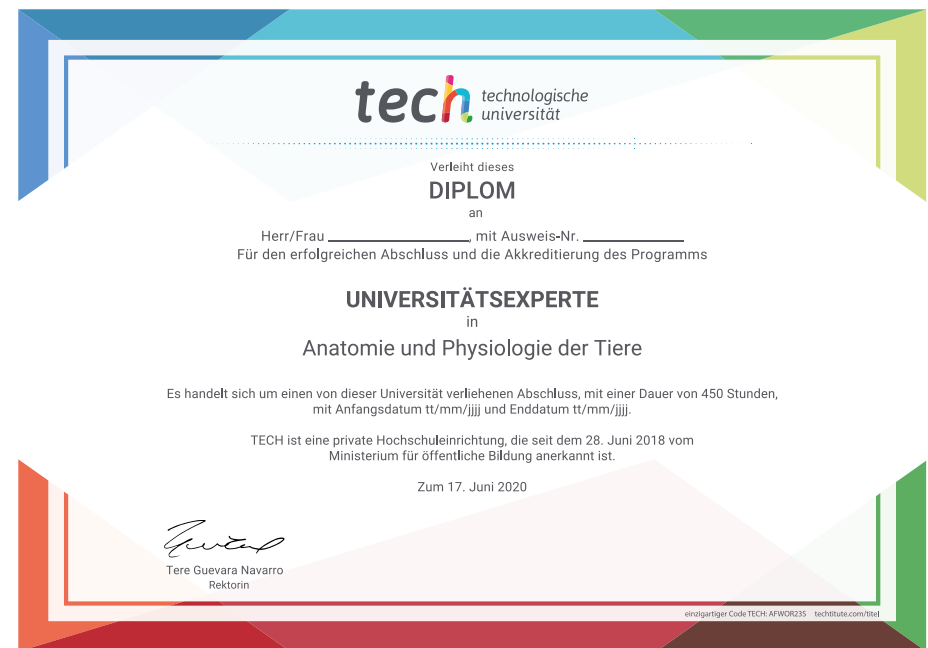 tech technologische
universität
Verleiht dieses
DIPLOM
an
Herr/Frau ____________________, mit Ausweis-Nr. ______________
Für den erfolgreichen Abschluss und die Akkreditierung des Programms
UNIVERSITÄTSEXPERTE
in
Anatomie und Physiologie der Tiere
Es handelt sich um einen von dieser Universität verliehenen Abschluss, mit einer Dauer von 450 Stunden,
mit Anfangsdatum tt/mm/jjjj und Enddatum tt/mm/jjjj.
TECH ist eine private Hochschuleinrichtung, die seit dem 28. Juni 2018 vom
Ministerium für öffentliche Bildung anerkannt ist.
Zum 17. Juni 2020
Tere Guevara Navarro
Rektorin
einzigartiger Code TECH: AFWOR23S techtitute.com/titel